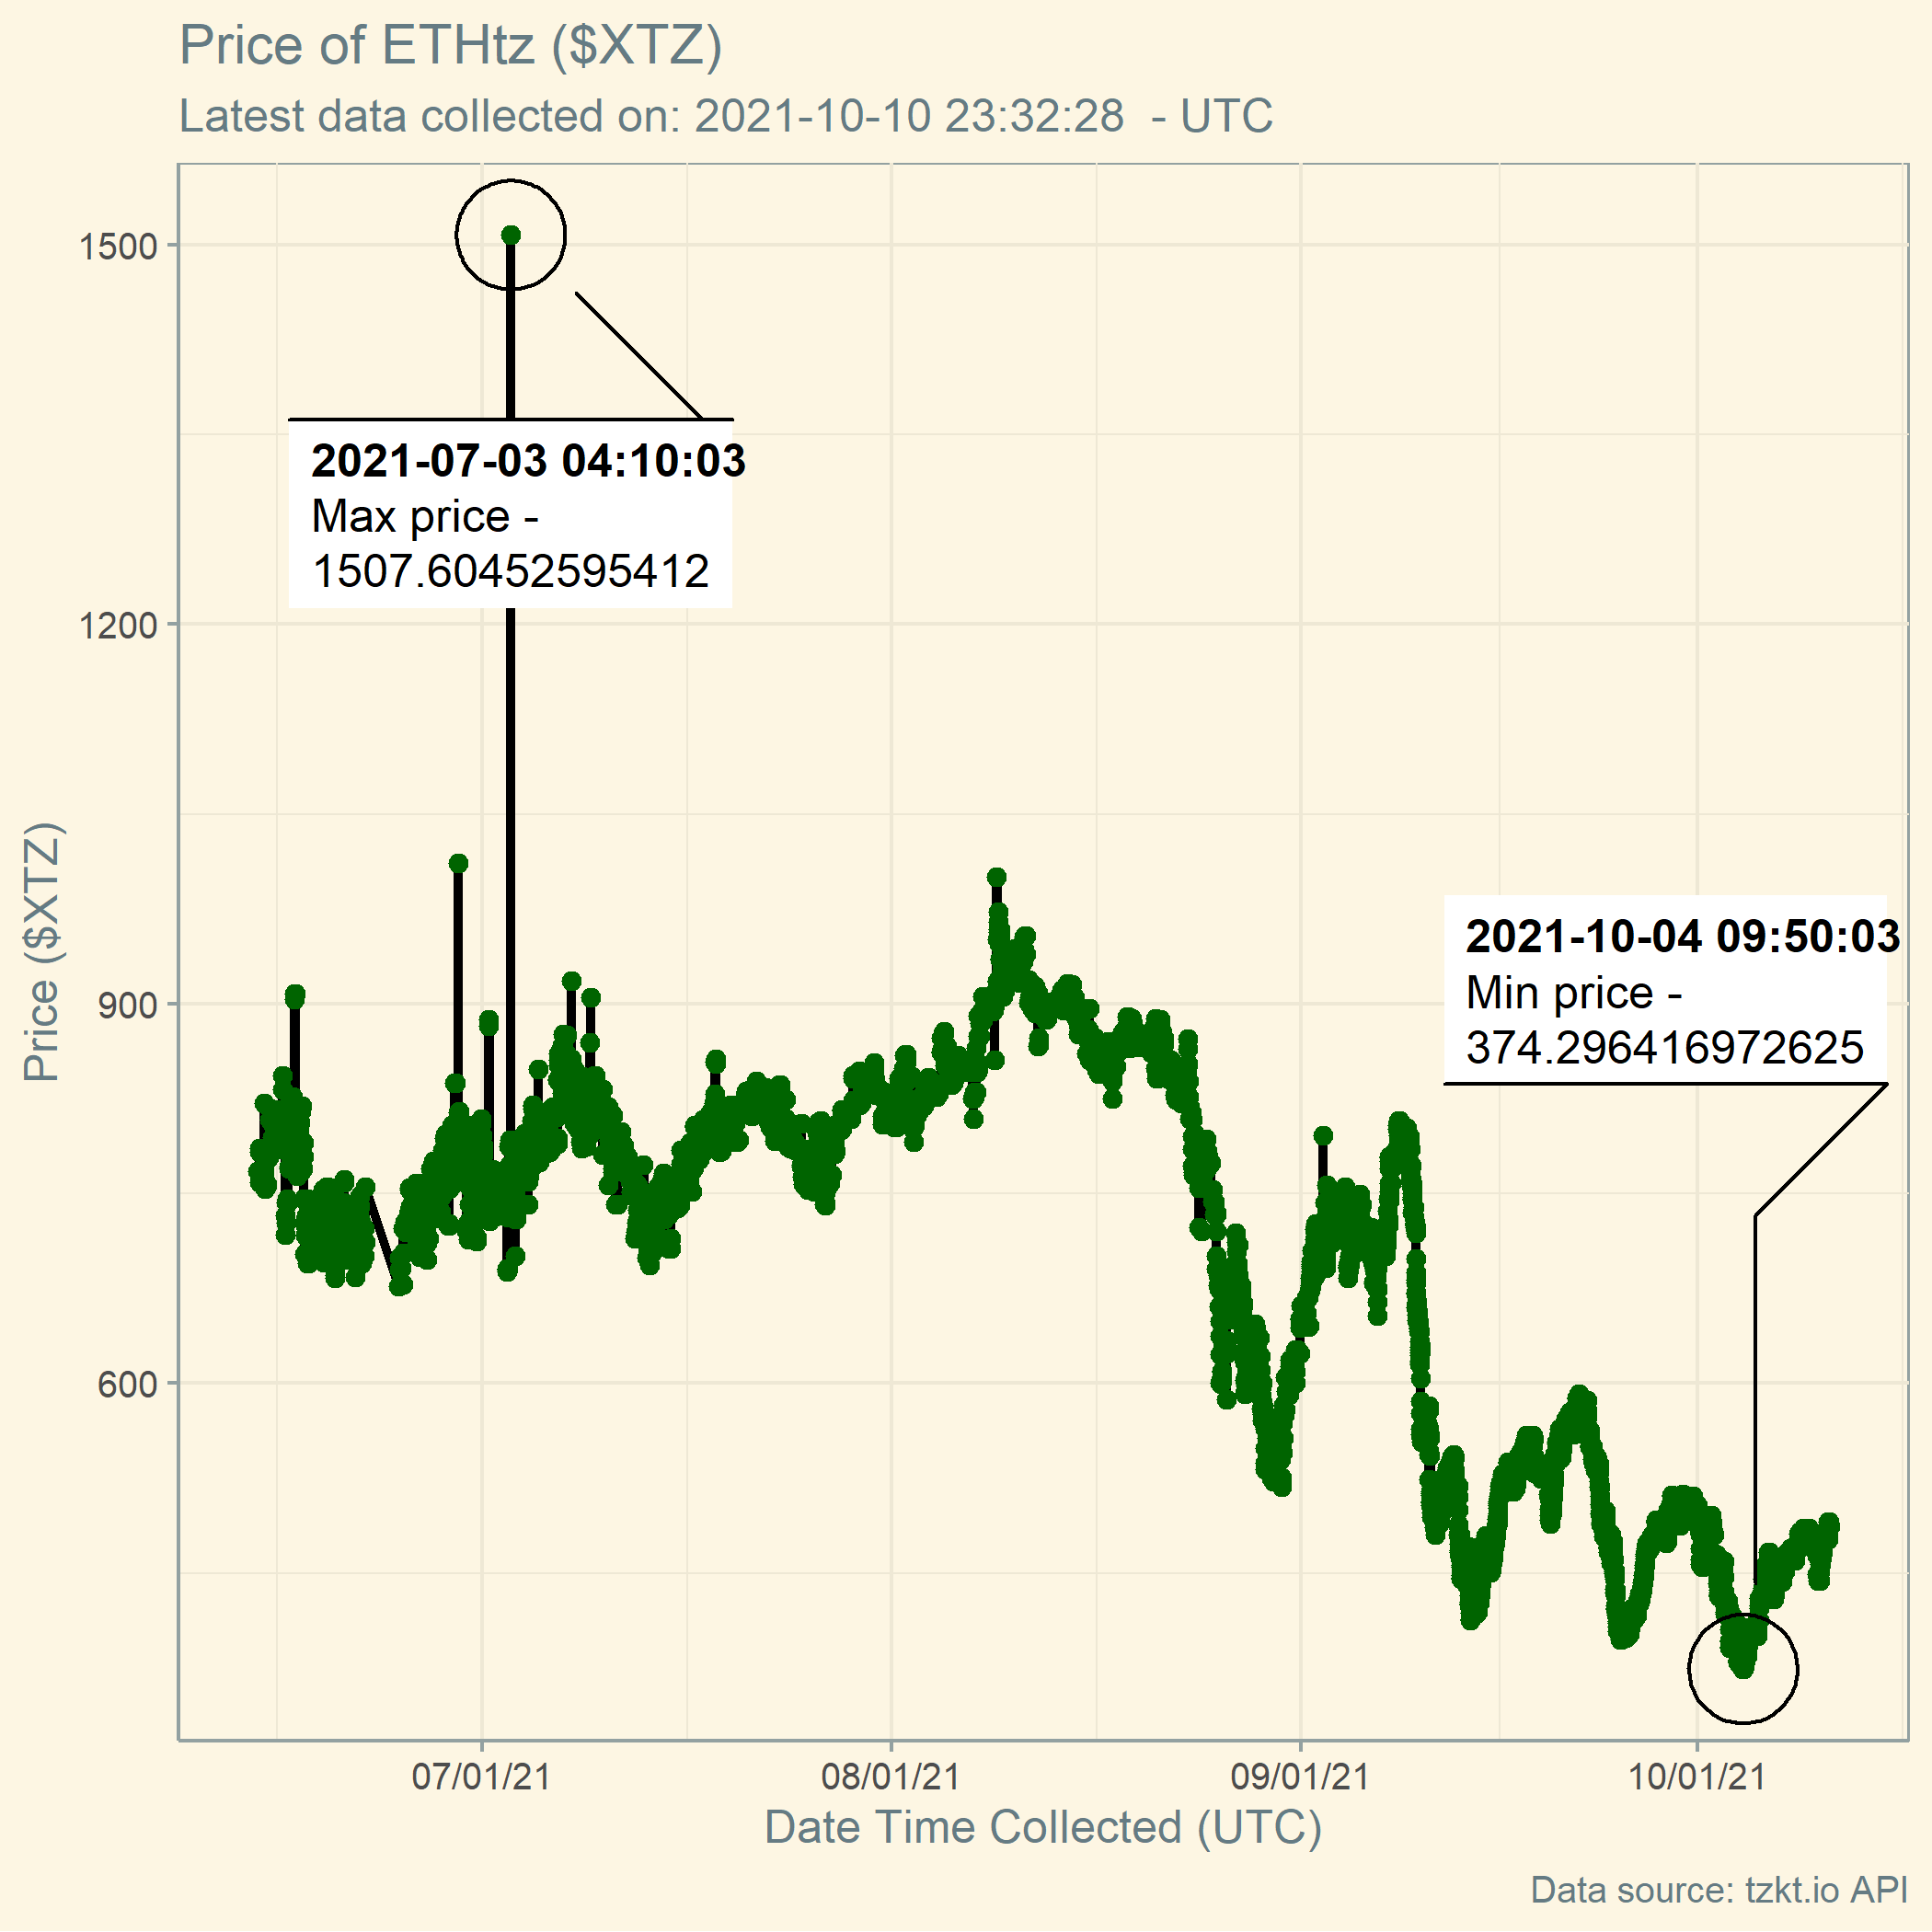 Price of ETHtz ($XTZ)
Latest data collected on: 2021-10-10 23:32:28  - UTC
1500
1200
900
600
Price ($XTZ)
2021-07-03 04:10:03
Max price -
1507.60452595412
2021-10-04 09:50:03
Min price -
374.296416972625
07/01/21
08/01/21
09/01/21
10/01/21
Date Time Collected (UTC)
Data source: tzkt.io API